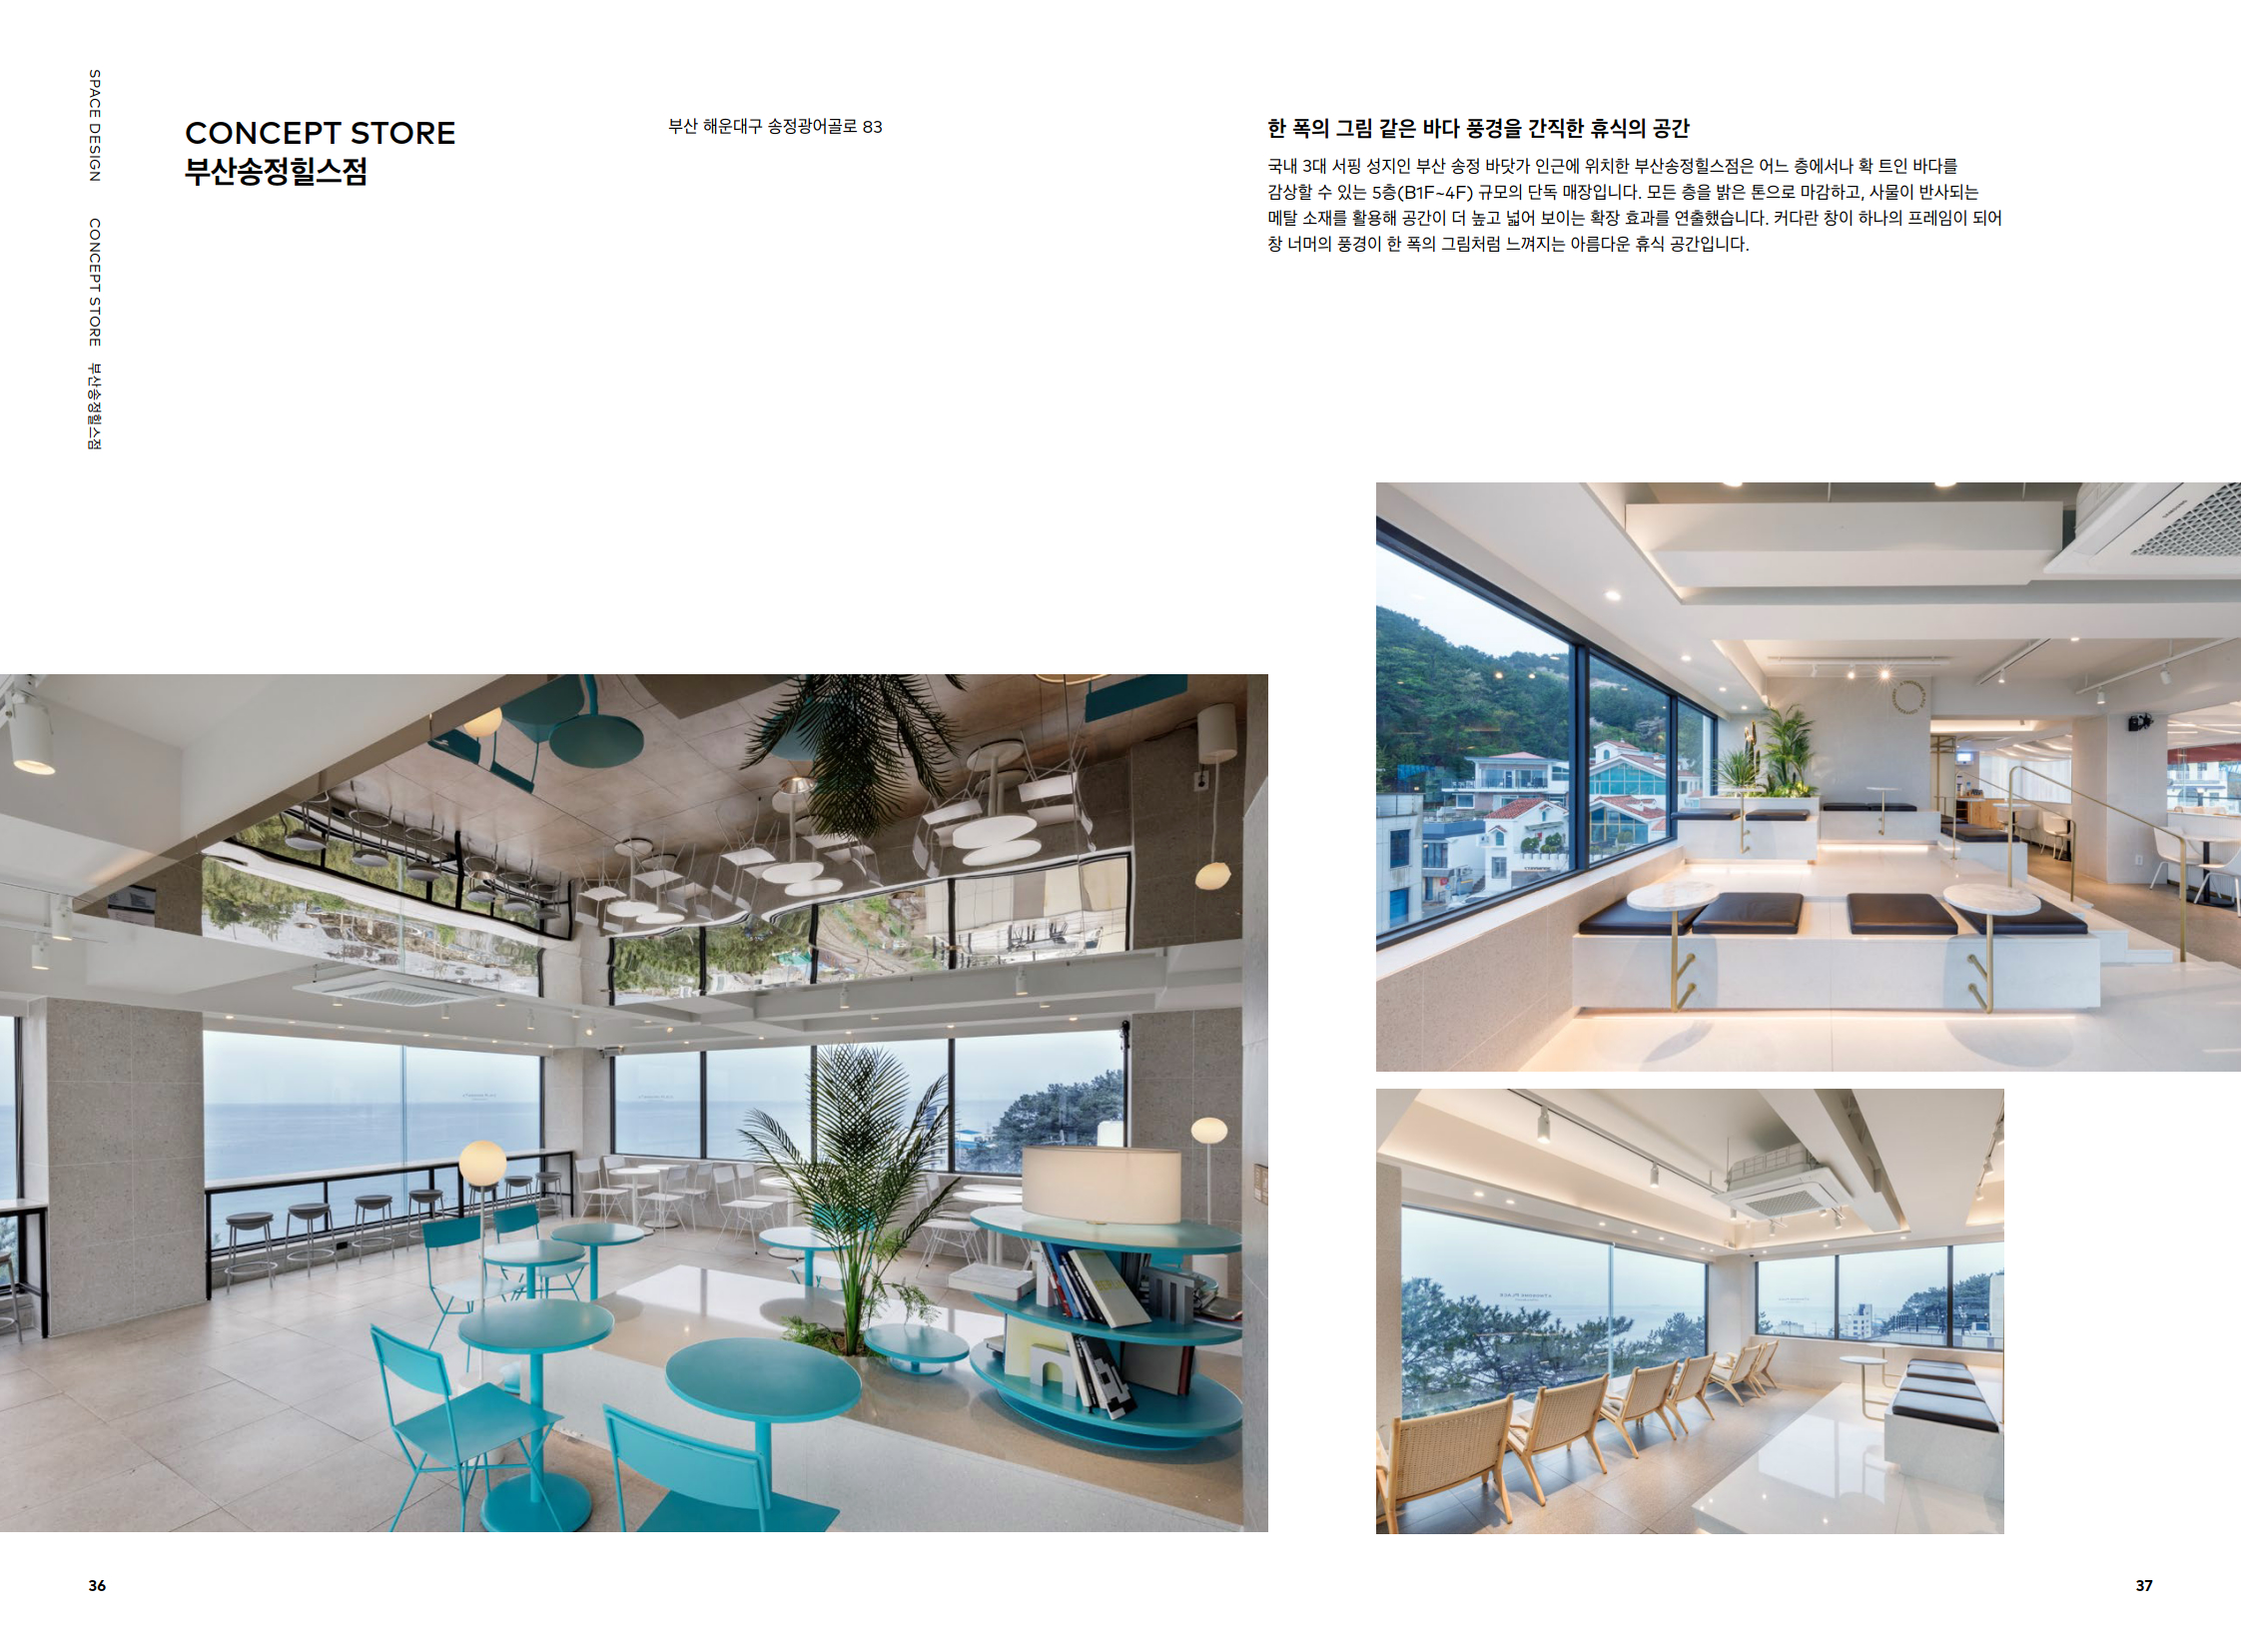 SPACE DESIGN
CONCEPT STORE 부산송정힐스점
CONCEPT STORE
부산송정힐스점
부산 해운대구 송정광어골로 83
한 폭의 그림 같은 바다 풍경을 간직한 휴식의 공간
국내 3대 서핑 성지인 부산 송정 바닷가 인근에 위치한 부산송정힐스점은 어느 층에서나 확 트인 바다를
감상할 수 있는 5층(B1F~4F) 규모의 단독 매장입니다. 모든 층을 밝은 톤으로 마감하고, 사물이 반사되는
메탈 소재를 활용해 공간이 더 높고 넓어 보이는 확장 효과를 연출했습니다. 커다란 창이 하나의 프레임이 되어
창 너머의 풍경이 한 폭의 그림처럼 느껴지는 아름다운 휴식 공간입니다.
36
37